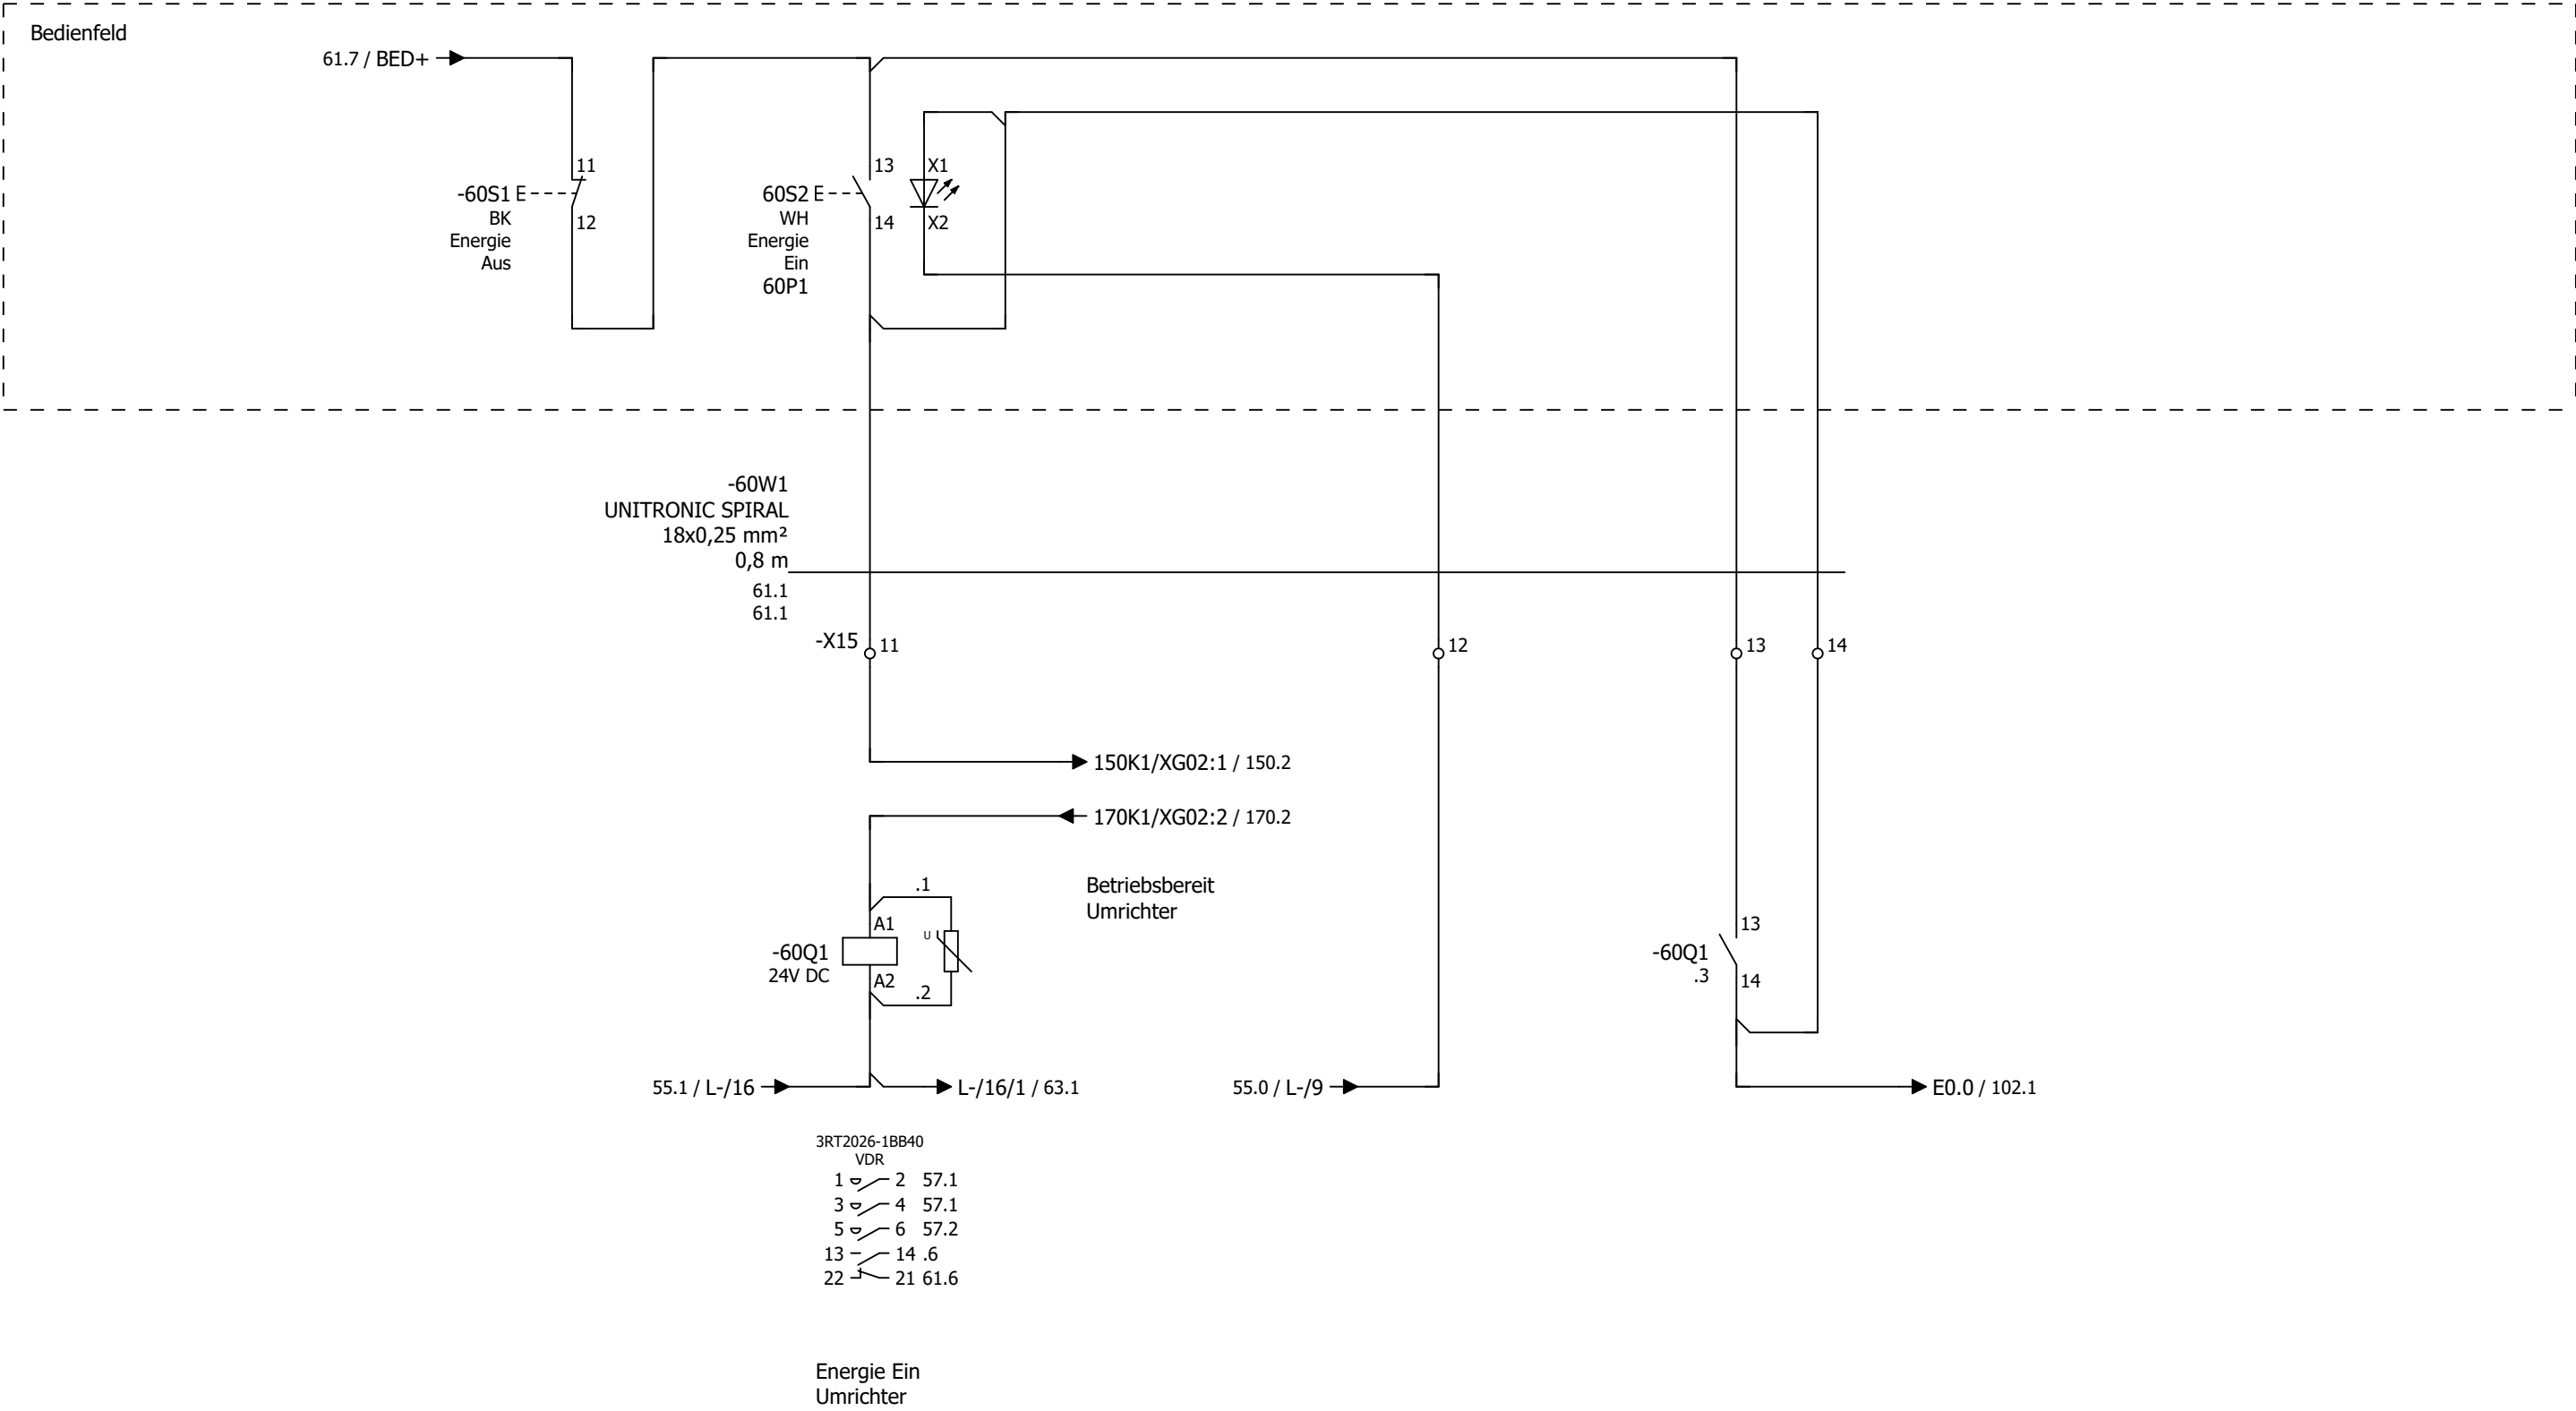 Bedienfeld
61.7 / BED+
11
-60S1
12
BK
Energie
Aus
13
X1
60S2
14
X2
WH
Energie
Ein
60P1
-60W1
UNITRONIC SPIRAL
18x0,25 mm²
0,8 m
61.1
61.1
-X15
11
12
13
14
150K1/XG02:1 / 150.2
170K1/XG02:2 / 170.2
Betriebsbereit
Umrichter
.1
A1
U
-60Q1
24V DC
A2
.2
13
-60Q1
.3
14
55.1 / L-/16
L-/16/1 / 63.1
55.0 / L-/9
E0.0 / 102.1
3RT2026-1BB40
VDR
1 2 57.1
3 4 57.1
5 6 57.2
13 14 .6
22 21 61.6
Energie Ein
Umrichter